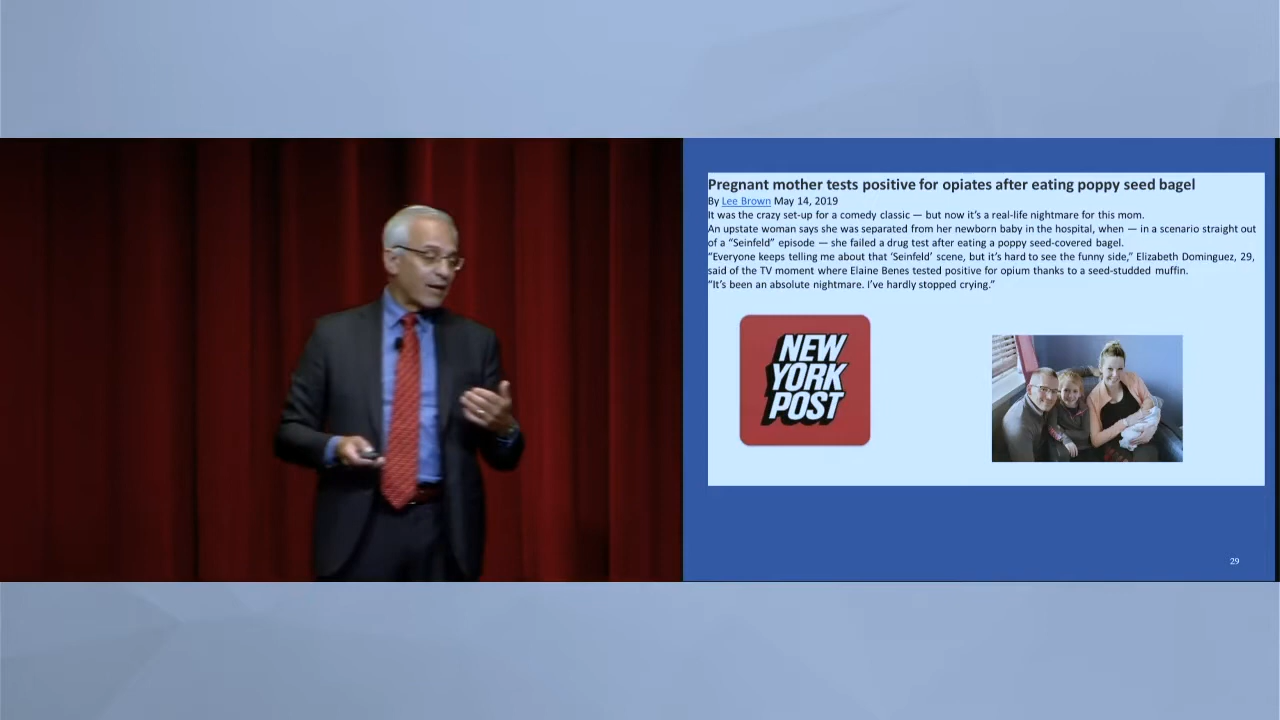 Pregnant mother tests positive for opiates after eating poppy seed bagel
By Lee Brown May 14, 2019
It was the crazy set-up for a comedy classic — but now it's a real-life nightmare for this mom.
An upstate woman says she was separated from her newborn baby in the hospital, when — in a scenario straight out
of a “Seinfeld” episode — she failed a drug test after eating a poppy seed-covered bagel.
“Everyone keeps telling me about that ‘Seinfeld’ scene, but it's hard to see the funny side,” Elizabeth Dominguez, 29,
said of the TV moment where Elaine Benes tested positive for opium thanks to a seed-studded muffin.
“It's been an absolute nightmare. I've hardly stopped crying.”
NEW
YORK
POST
29